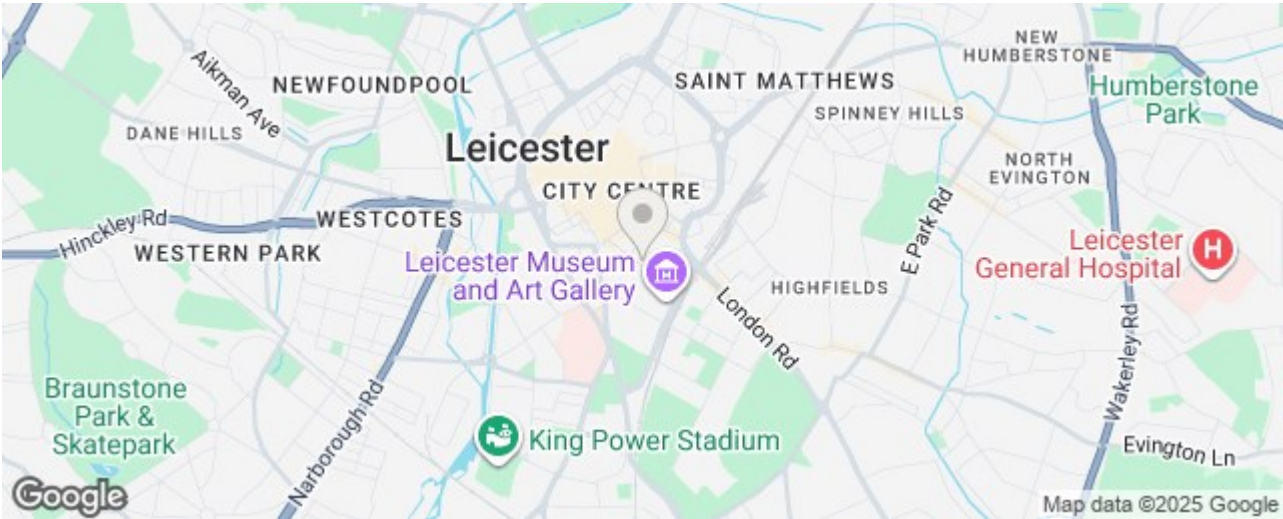 NEW
HUMBERSTONE
Aikman Ave
NEWFOUNDPOOL
SAINT MATTHEWS
Humberstone
Park
SPINNEY HILLS
DANE HILLS
Leicester
NORTH
EVINGTON
CITY CENTRE
Hinckley Rd
WESTCOTES
WESTERN PARK
E Park Rd
Leicester Museum
and Art Gallery
Leicester
General Hospital
H
HIGHFIELDS
London Rd
Wakerley Rd
Braunstone
Park &
Skatepark
Narborough Rd
King Power Stadium
Evington Ln
Google
Map data ©2025 Google